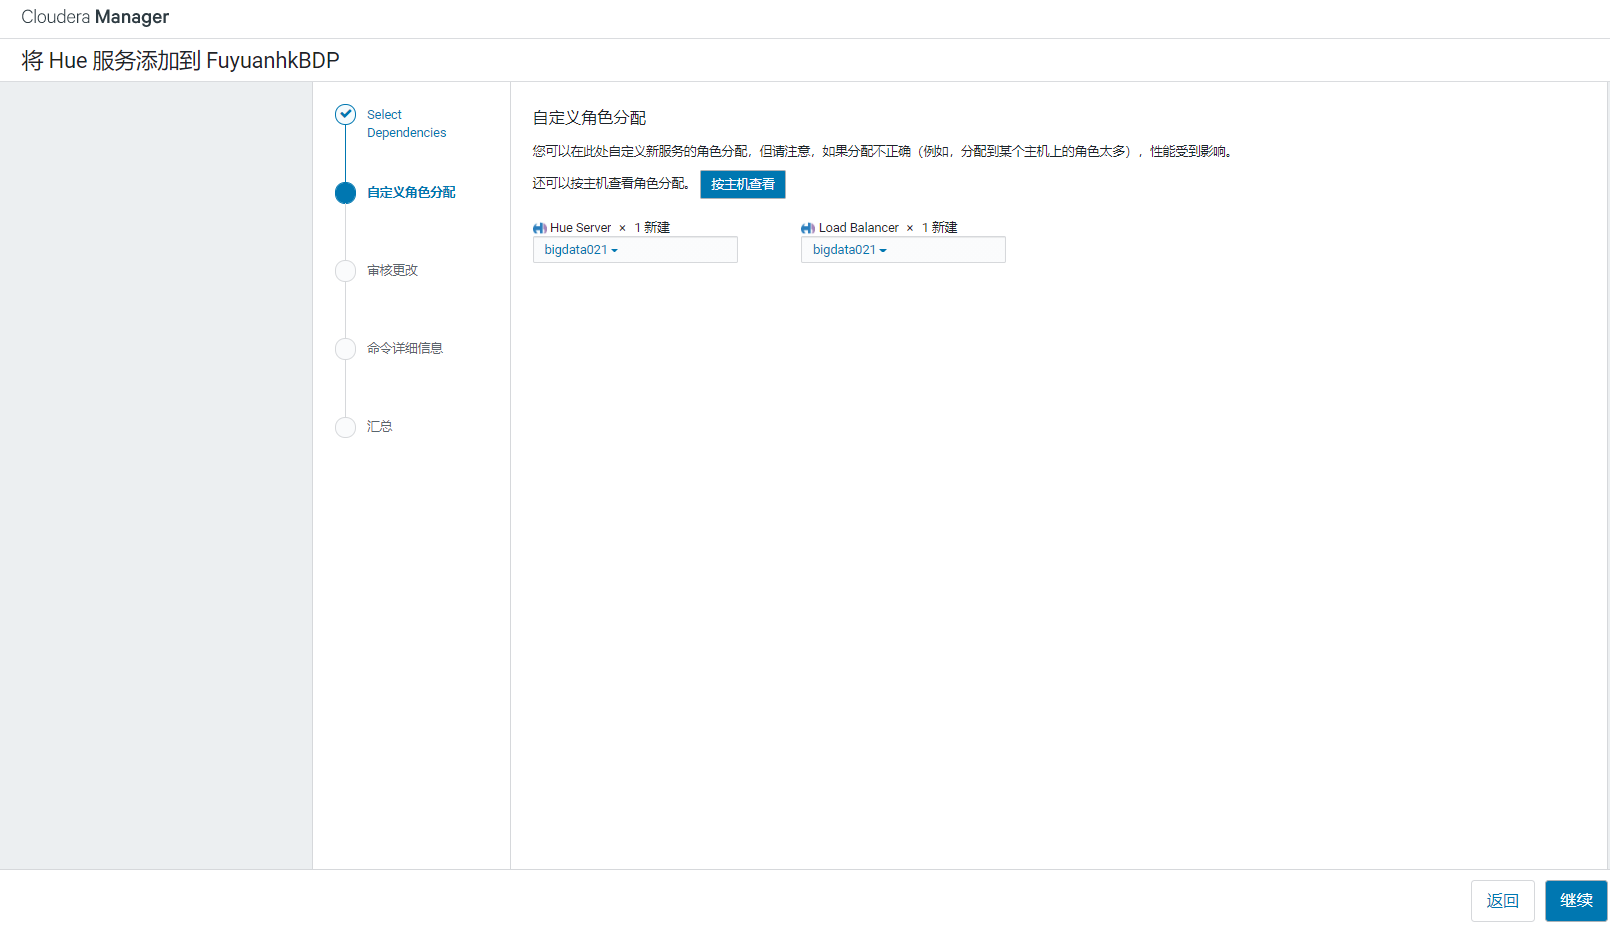 Cloudera Manager
将 Hue 服务添加到 FuyuanhkBDP
Select
Dependencies
自定义角色分配
审核更改
命令详细信息
汇总
自定义角色分配
您可以在此处自定义新服务的角色分配，但请注意，如果分配不正确（例如，分配到某个主机上的角色太多），性能受到影响。
还可以按主机查看角色分配。 按主机查看
Hue Server × 1 新建
bigdata021
Load Balancer × 1 新建
bigdata021
返回
继续